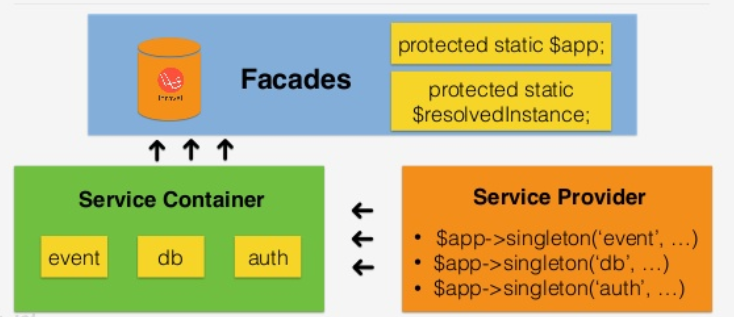 Facades
protected static $app;
protected static
$resolvedInstance;
Service Container
event
db
auth
Service Provider
• $app->singleton(‘event’, …)
• $app->singleton(‘db’, …)
• $app->singleton(‘auth’, …)